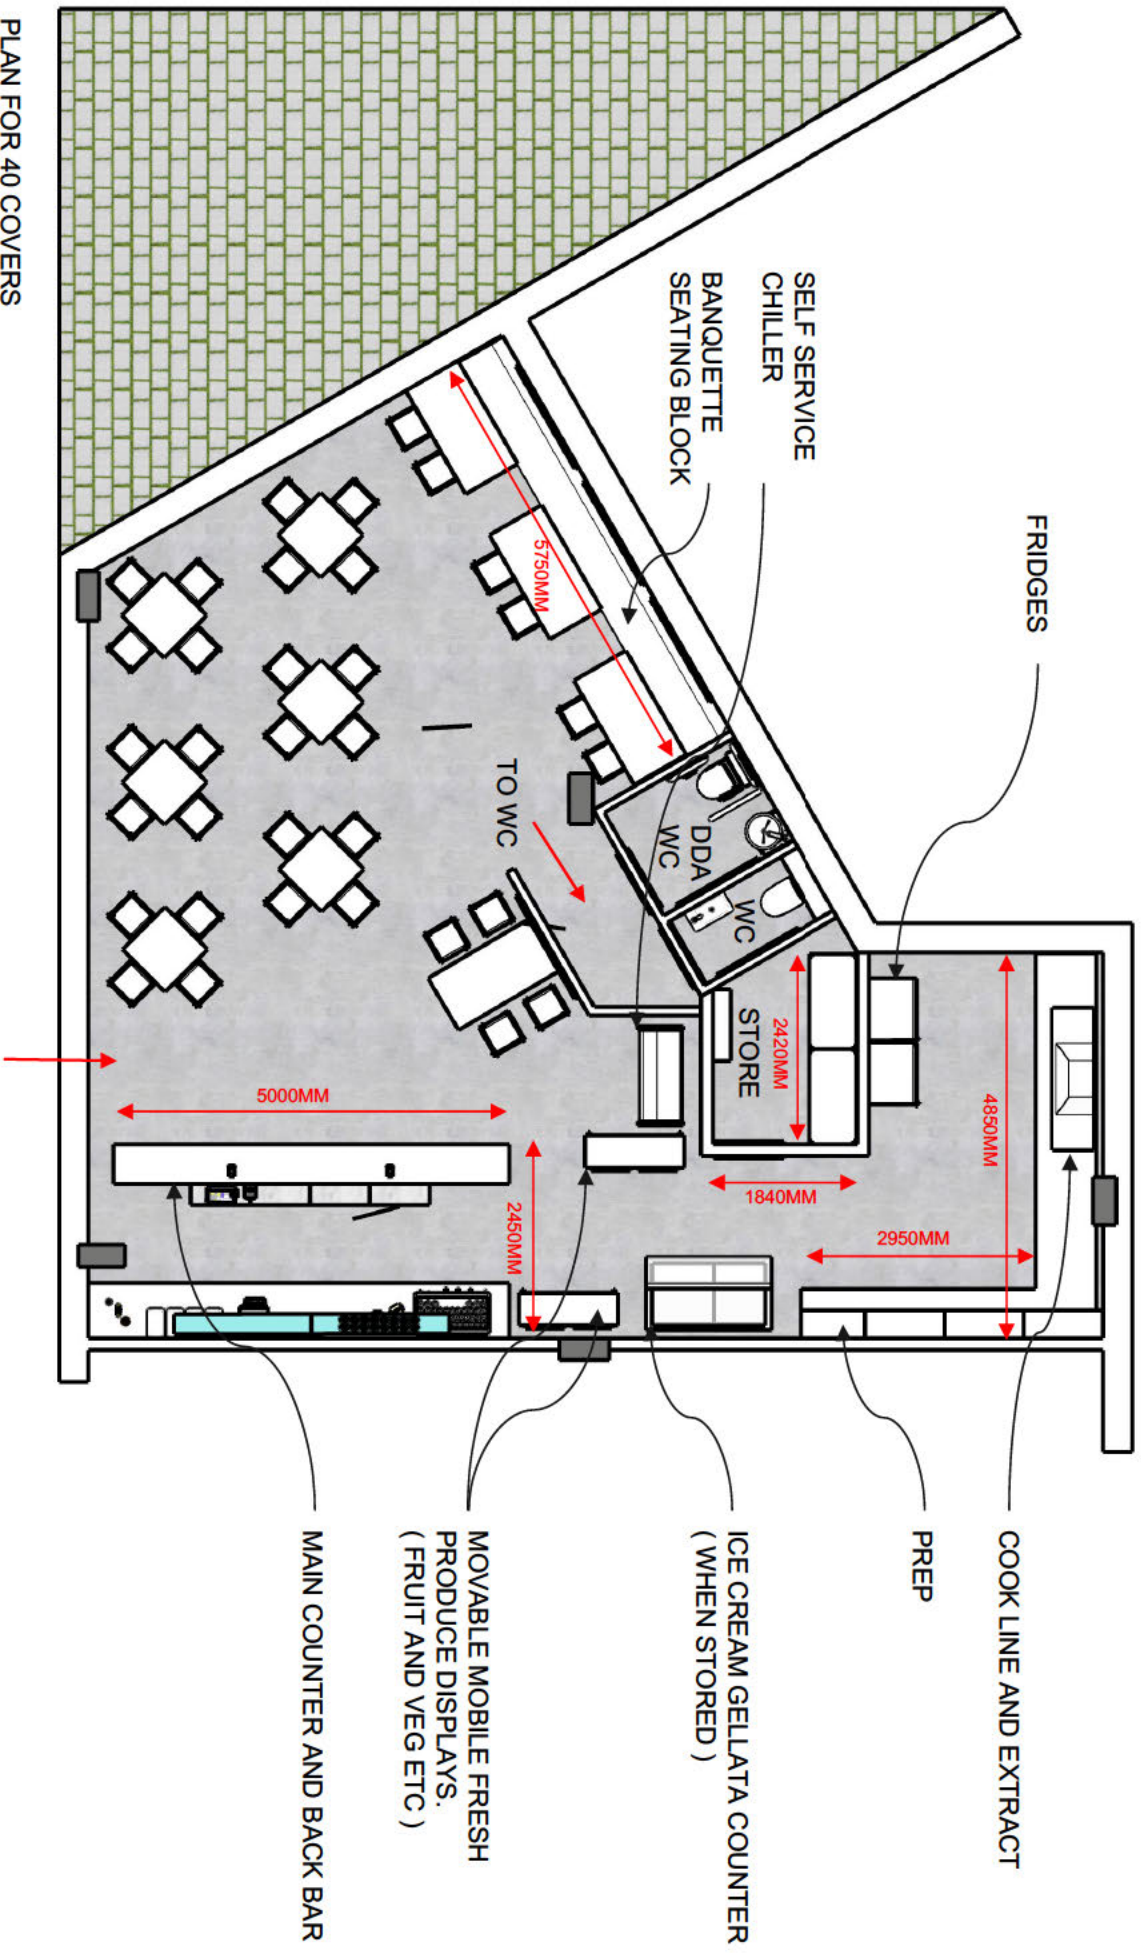 PLAN FOR 40 COVERS
FRIDGES
SELF SERVICE
CHILLER
BANQUETTE
SEATING BLOCK
5750MM
TO WC
DDA
WC
WC
STORE
2420MM
4850MM
1840MM
2950MM
2450MM
5000MM
COOK LINE AND EXTRACT
PREP
ICE CREAM GELLATA COUNTER
( WHEN STORED )
MOVABLE MOBILE FRESH
PRODUCE DISPLAYS.
( FRUIT AND VEG ETC )
MAIN COUNTER AND BACK BAR